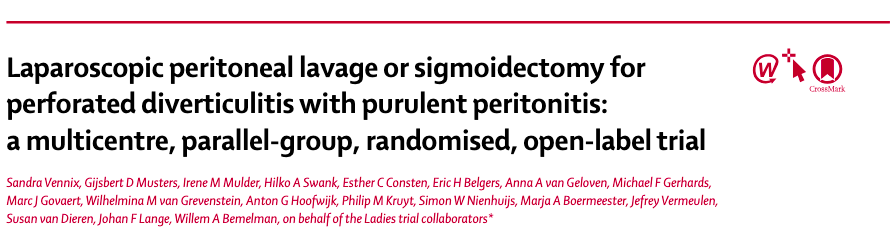 Laparoscopic peritoneal lavage or sigmoidectomy for
perforated diverticulitis with purulent peritonitis:
a multicentre, parallel-group, randomised, open-label trial
W
CrossMark
Sandra Vennix, Gijsbert D Musters, Irene M Mulder, Hilko A Swank, Esther C Consten, Eric H Belgers, Anna A van Geloven, Michael F Gerhards,
Marc J Govaert, Wilhelmina M van Grevenstein, Anton G Hoofwijk, Philip M Kruyt, Simon W Nienhuijs, Marja A Boermeester, Jefrey Vermeulen,
Susan van Dieren, Johan F Lange, Willem A Bemelman, on behalf of the Ladies trial collaborators*